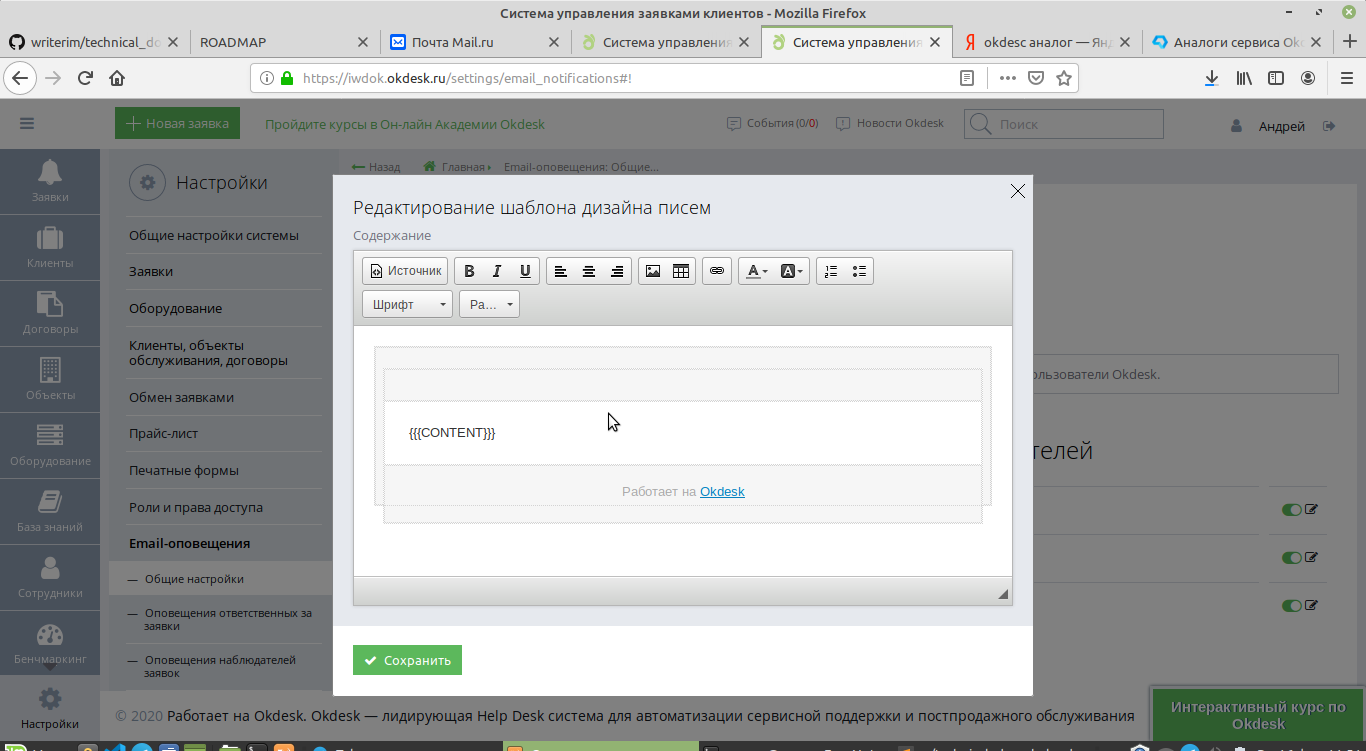 Система управления заявками клиентов - Mozilla Firefox
writerim/technical_do
ROADMAP
Почта Mail.ru
Система управления
Система управления
okdesc аналог — Янд
Аналоги сервиса Okd
https://iwdok.okdesk.ru/settings/email_notifications#!
Новая заявка
Пройдите курсы в Он-лайн Академии Okdesk
События (0/0)
Новости Okdesk
Поиск
Андрей
Заявки
Клиенты
Договоры
Объекты
Оборудование
База знаний
Сотрудники
Бенчмаркинг
Настройки
Настройки
Общие настройки системы
Заявки
Оборудование
Клиенты, объекты
обслуживания, договоры
Обмен заявками
Прайс-лист
Печатные формы
Роли и права доступа
Email-оповещения
— Общие настройки
— Оповещения ответственных за
заявки
— Оповещения наблюдателей
заявок
Назад
Главная
Email-оповещения: Общие...
Редактирование шаблона дизайна писем
Содержание
Источник
B I U
A A
Шрифт
Ра...
{{{CONTENT}}}
Работает на Okdesk
Сохранить
ользователи Okdesk.
телей
© 2020 Работает на Okdesk. Okdesk — лидирующая Help Desk система для автоматизации сервисной поддержки и постпродажного обслуживания
Интерактивный курс по
Okdesk